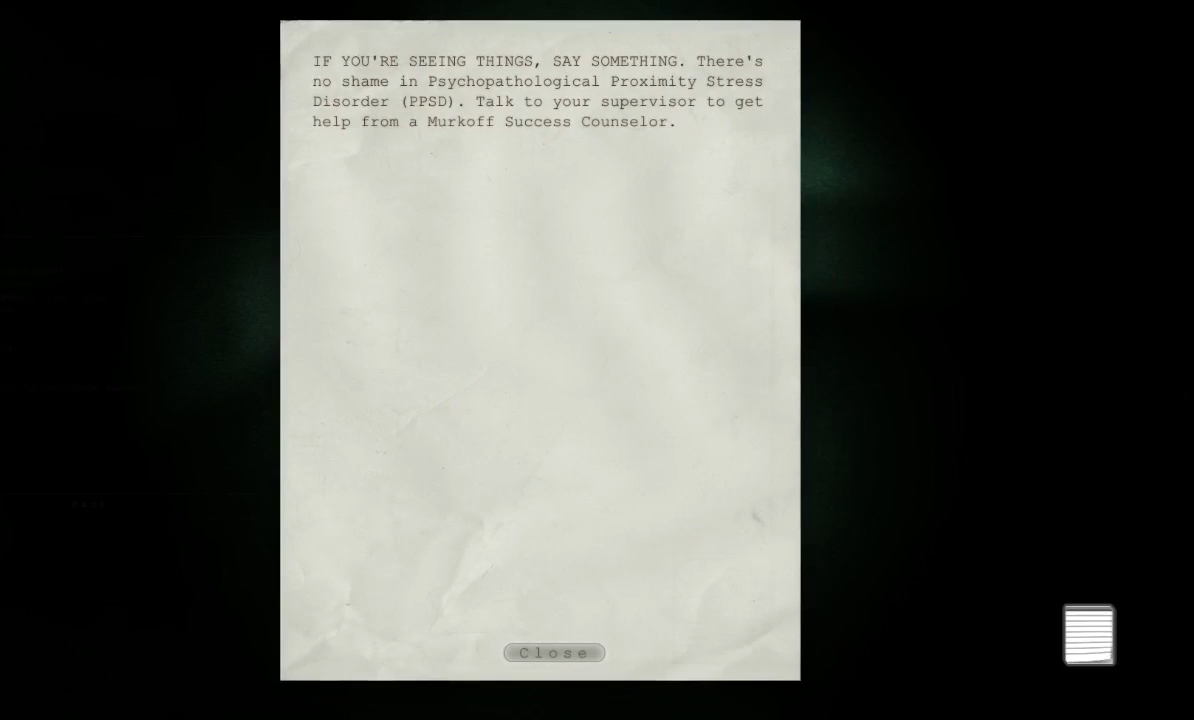 IF YOU'RE SEEING THINGS, SAY SOMETHING. There's
no shame in Psychopathological Proximity Stress
Disorder (PPSD). Talk to your supervisor to get
help from a Murkoff Success Counselor.
Close